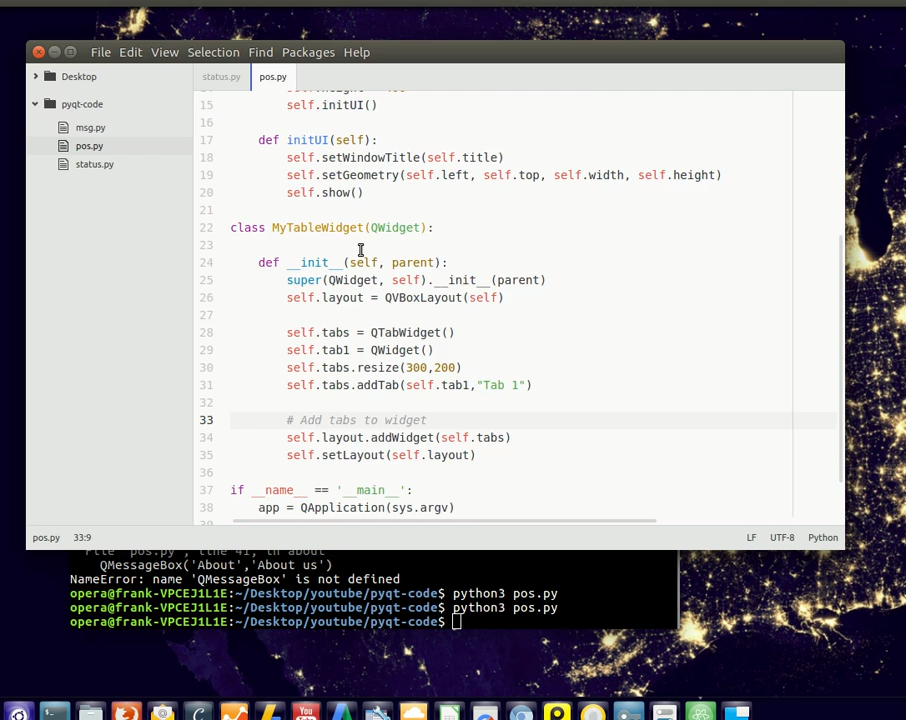 File Edit View Selection Find Packages Help
Desktop
pyqt-code
msg.py
pos.py
status.py
status.py pos.py
15 self.initUI()
16
17 def initUI(self):
18 self.setWindowTitle(self.title)
19 self.setGeometry(self.left, self.top, self.width, self.height)
20 self.show()
21
22 class MyTableWidget(QWidget):
23
24 def __init__(self, parent):
25 super(QWidget, self).__init__(parent)
26 self.layout = QVBoxLayout(self)
27
28 self.tabs = QTabWidget()
29 self.tab1 = QWidget()
30 self.tabs.resize(300,200)
31 self.tabs.addTab(self.tab1,"Tab 1")
32
33 # Add tabs to widget
34 self.layout.addWidget(self.tabs)
35 self.setLayout(self.layout)
36
37 if __name__ == '__main__':
38 app = QApplication(sys.argv)
pos.py 33:9 LF UTF-8 Python
File "pos.py", line 41, in about
QMessageBox('About','About us')
NameError: name 'QMessageBox' is not defined
opera@frank-VPCEJ1L1E:~/Desktop/youtube/pyqt-code$ python3 pos.py
opera@frank-VPCEJ1L1E:~/Desktop/youtube/pyqt-code$ python3 pos.py
opera@frank-VPCEJ1L1E:~/Desktop/youtube/pyqt-code$